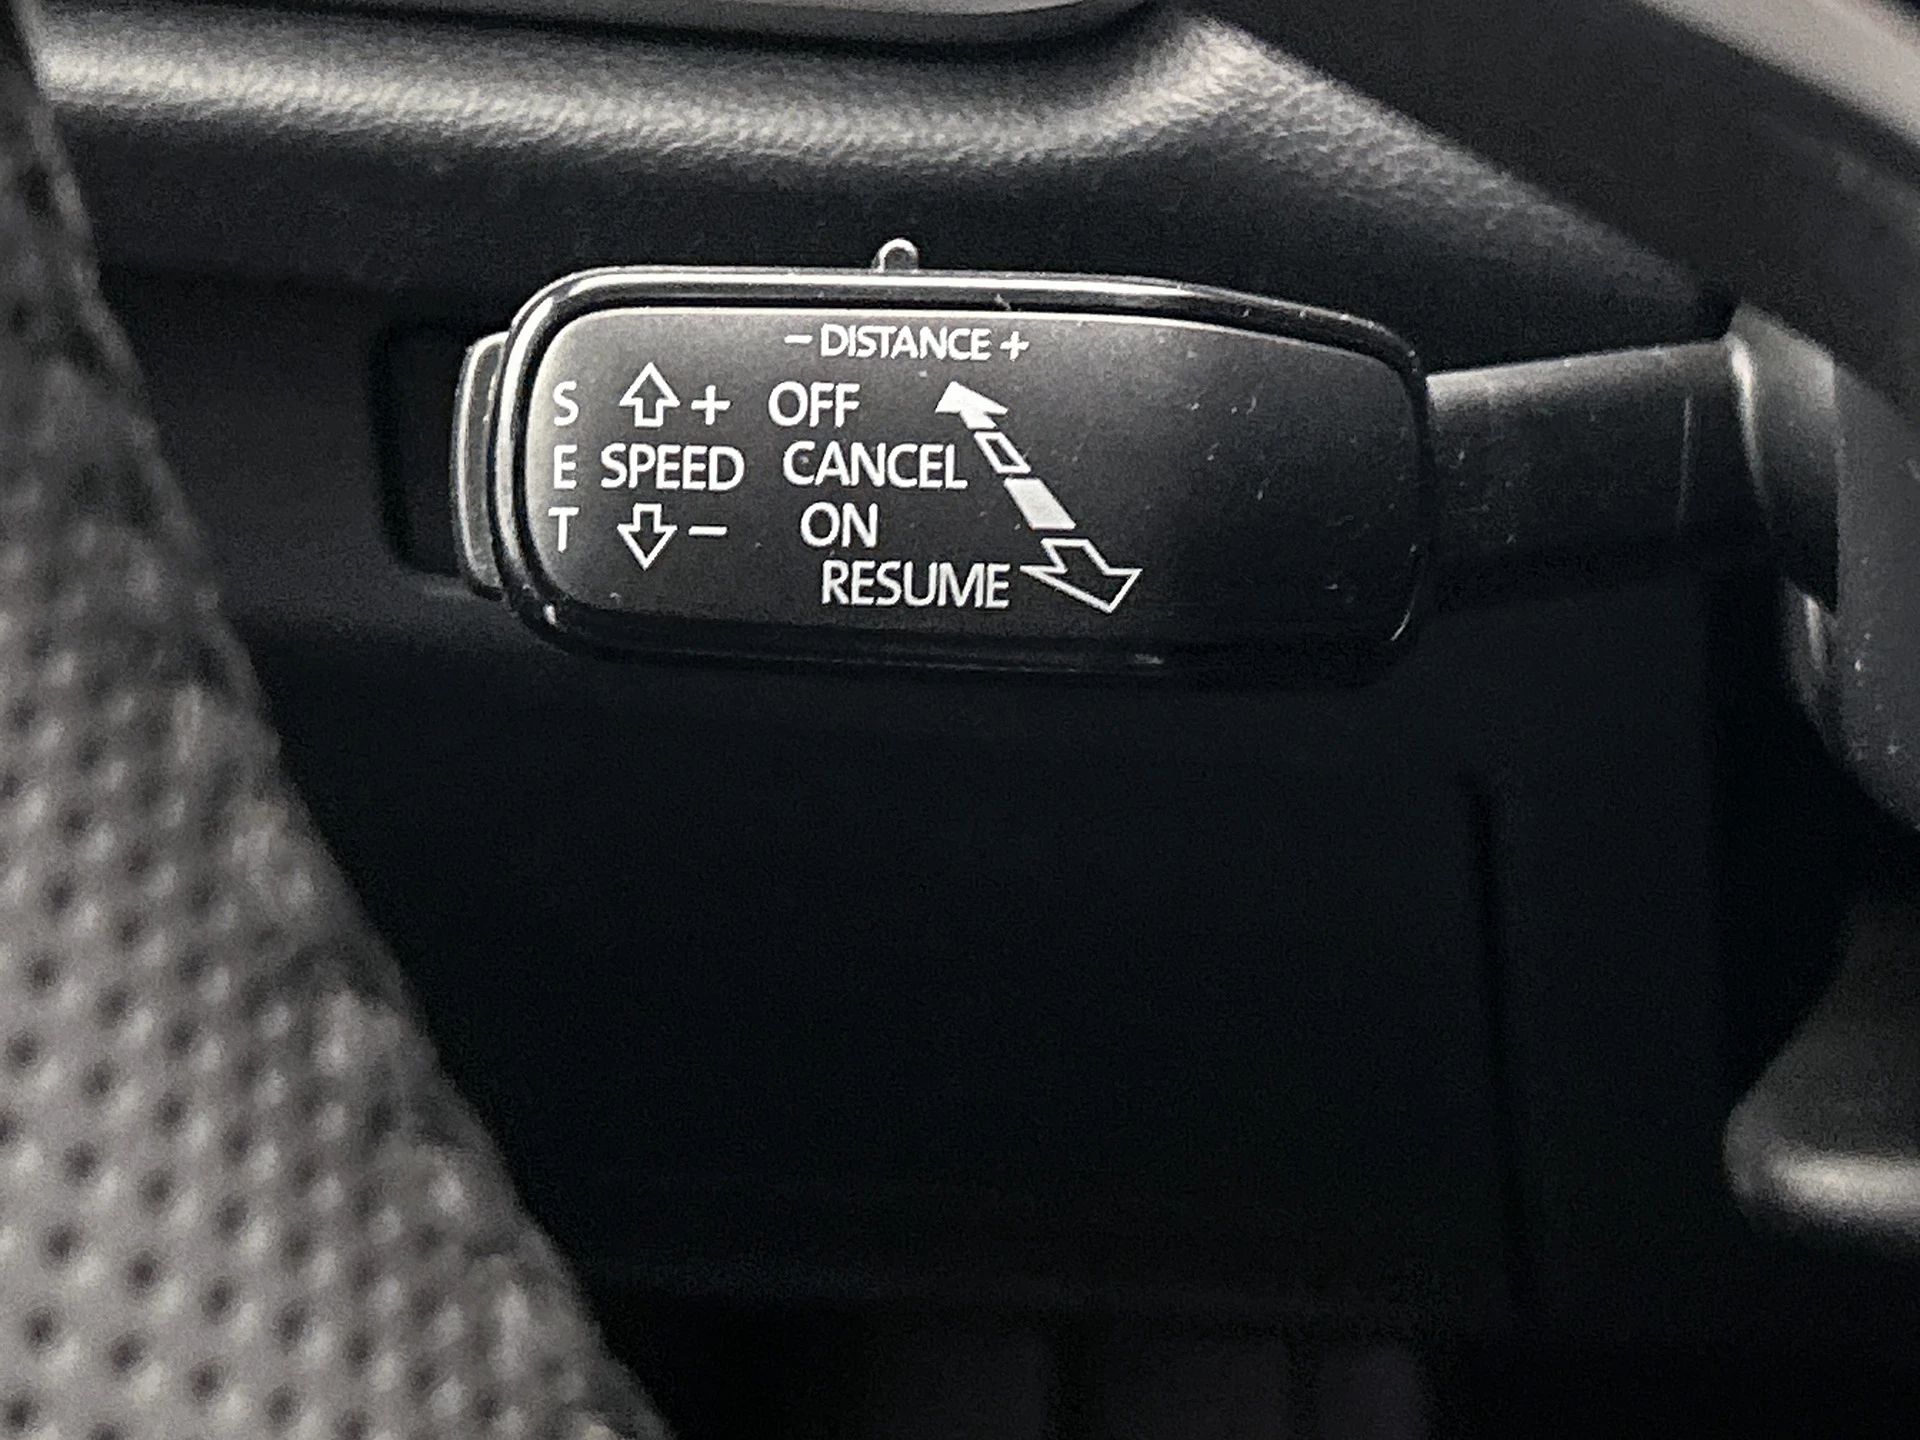 – DISTANCE +
S + OFF
E SPEED CANCEL
T – ON
RESUME